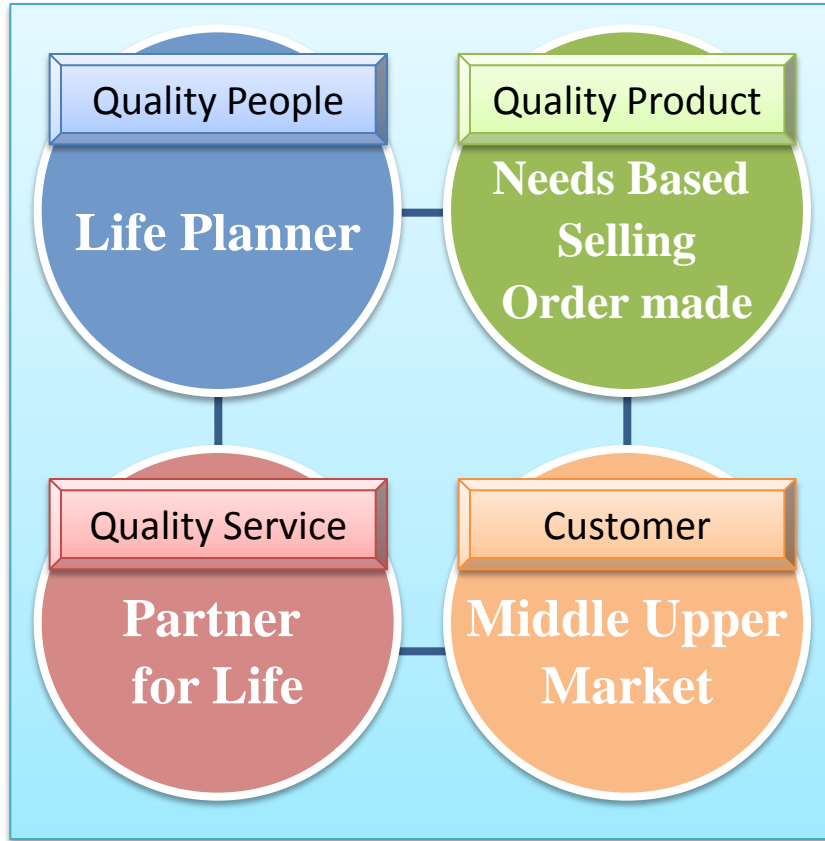 Quality People
Life Planner
Quality Product
Needs Based
Selling
Order made
Quality Service
Partner
for Life
Customer
Middle Upper
Market